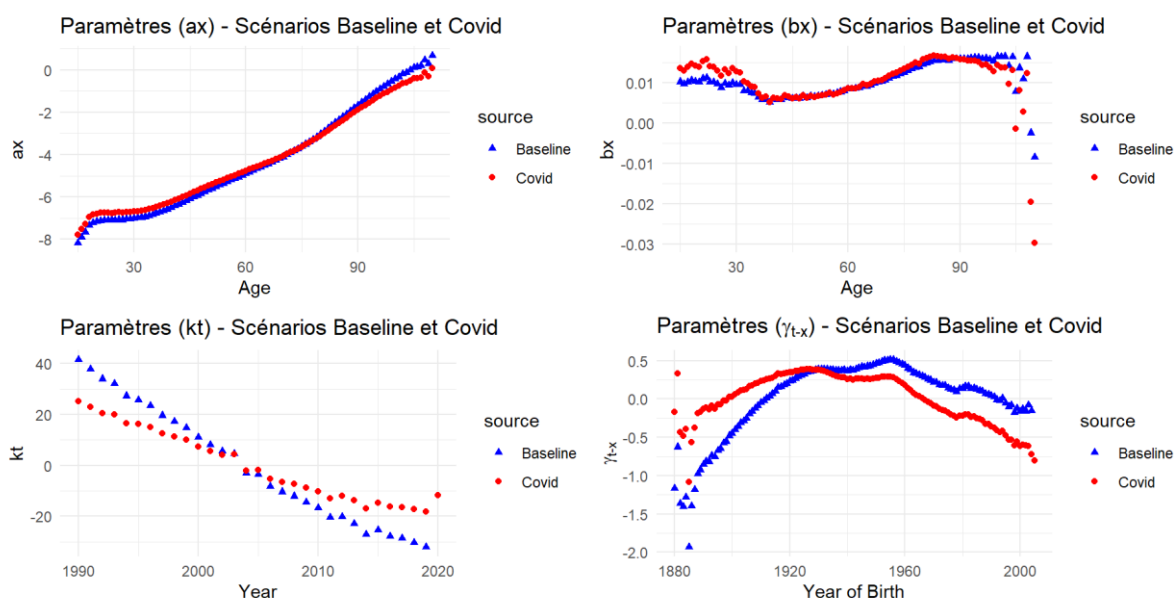 Paramètres (ax) - Scénarios Baseline et Covid
0
-2
-4
-6
-8
ax
30
60
90
Age
source
Baseline
Covid
Paramètres (bx) - Scénarios Baseline et Covid
0.01
0.00
-0.01
-0.02
-0.03
bx
30
60
90
Age
source
Baseline
Covid
Paramètres (kt) - Scénarios Baseline et Covid
40
20
0
-20
kt
1990
2000
2010
2020
Year
source
Baseline
Covid
Paramètres (γt-x) - Scénarios Baseline et Covid
0.5
0.0
-0.5
-1.0
-1.5
-2.0
γt-x
1880
1920
1960
2000
Year of Birth
source
Baseline
Covid